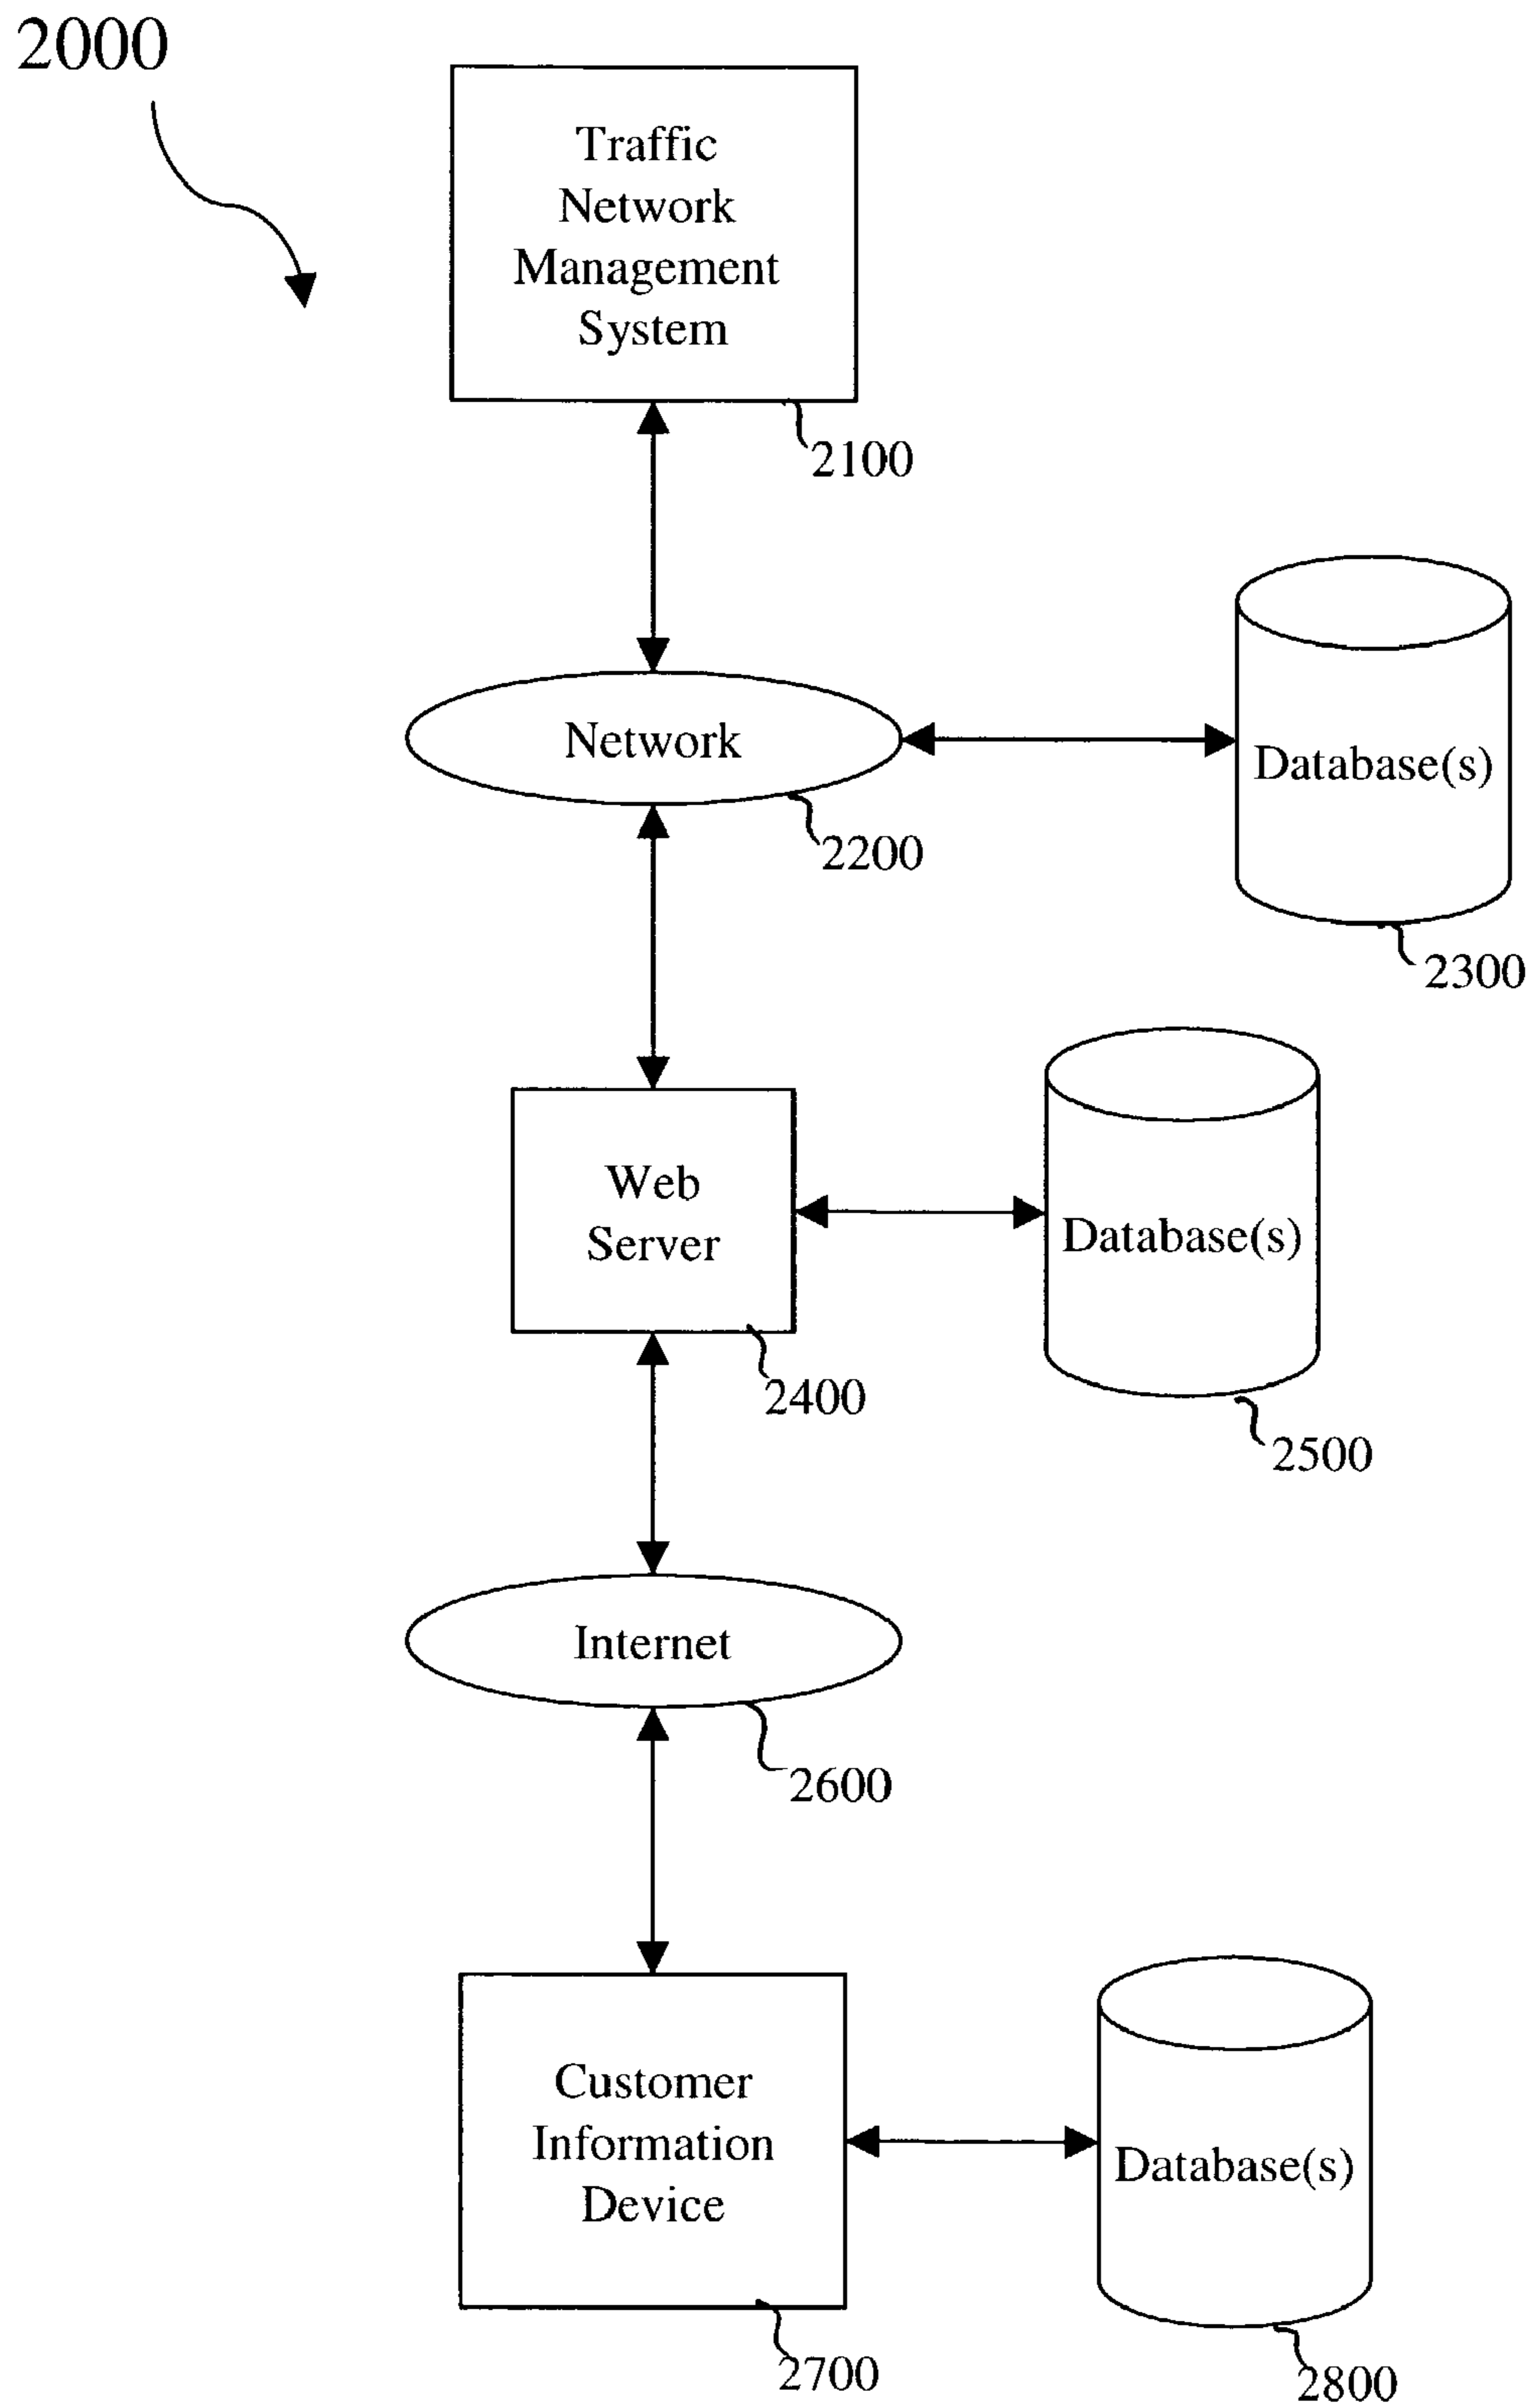 2000
Traffic
Network
Management
System
2100
Network
Database(s)
2200
2300
Web
Server
Database(s)
2400
2500
Internet
2600
Customer
Information
Device
Database(s)
2700
2800